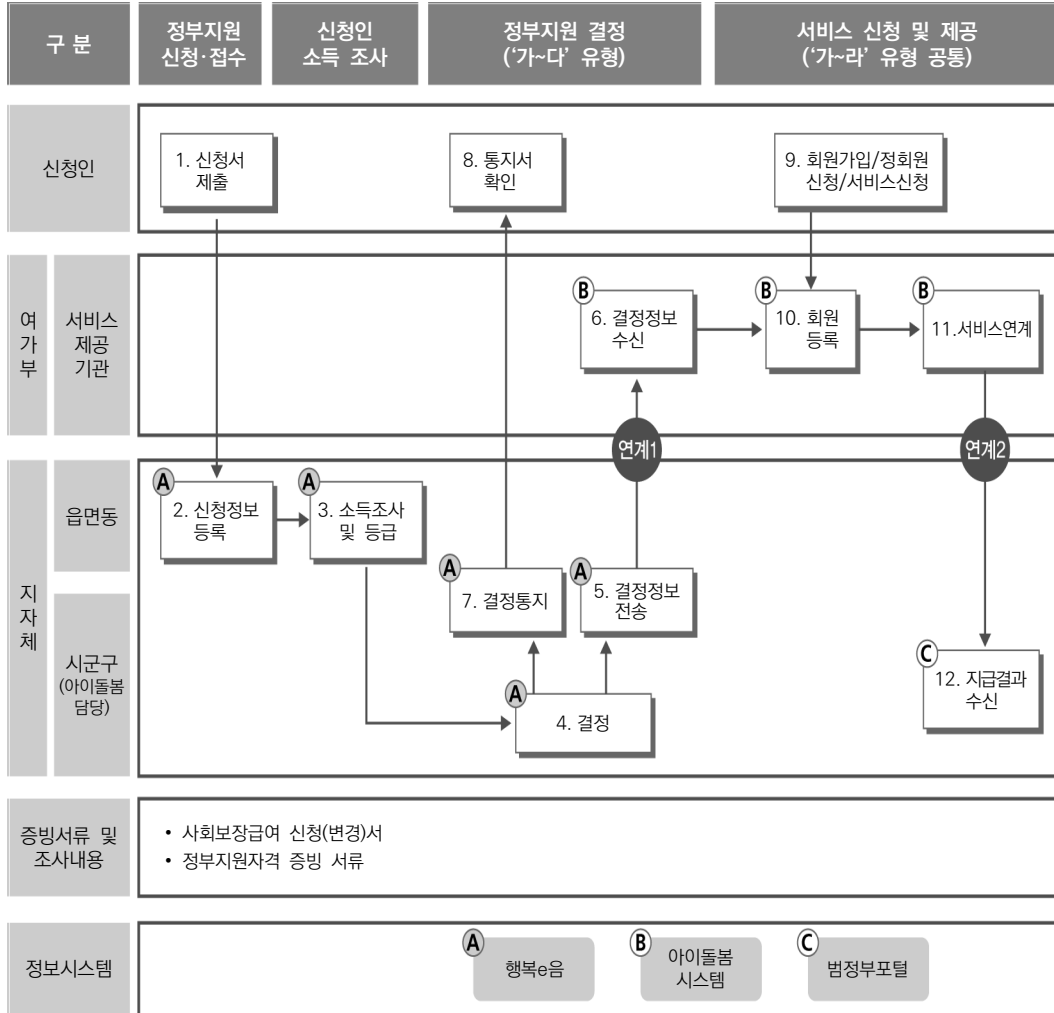 구 분
정부지원
신청·접수
신청인
소득 조사
정부지원 결정
(‘가~다’ 유형)
서비스 신청 및 제공
(‘가~라’ 유형 공통)
신청인
1. 신청서
제출
8. 통지서
확인
9. 회원가입/정회원
신청/서비스신청
여
가
부
서비스
제공
기관
B
6. 결정정보
수신
B
10. 회원
등록
B
11.서비스연계
연계1
연계2
지
자
체
읍면동
A
2. 신청정보
등록
A
3. 소득조사
및 등급
A
7. 결정통지
A
5. 결정정보
전송
시군구
(아이돌봄
담당)
A
4. 결정
C
12. 지급결과
수신
증빙서류 및
조사내용
• 사회보장급여 신청(변경)서
• 정부지원자격 증빙 서류
정보시스템
A
행복e음
B
아이돌봄
시스템
C
범정부포털